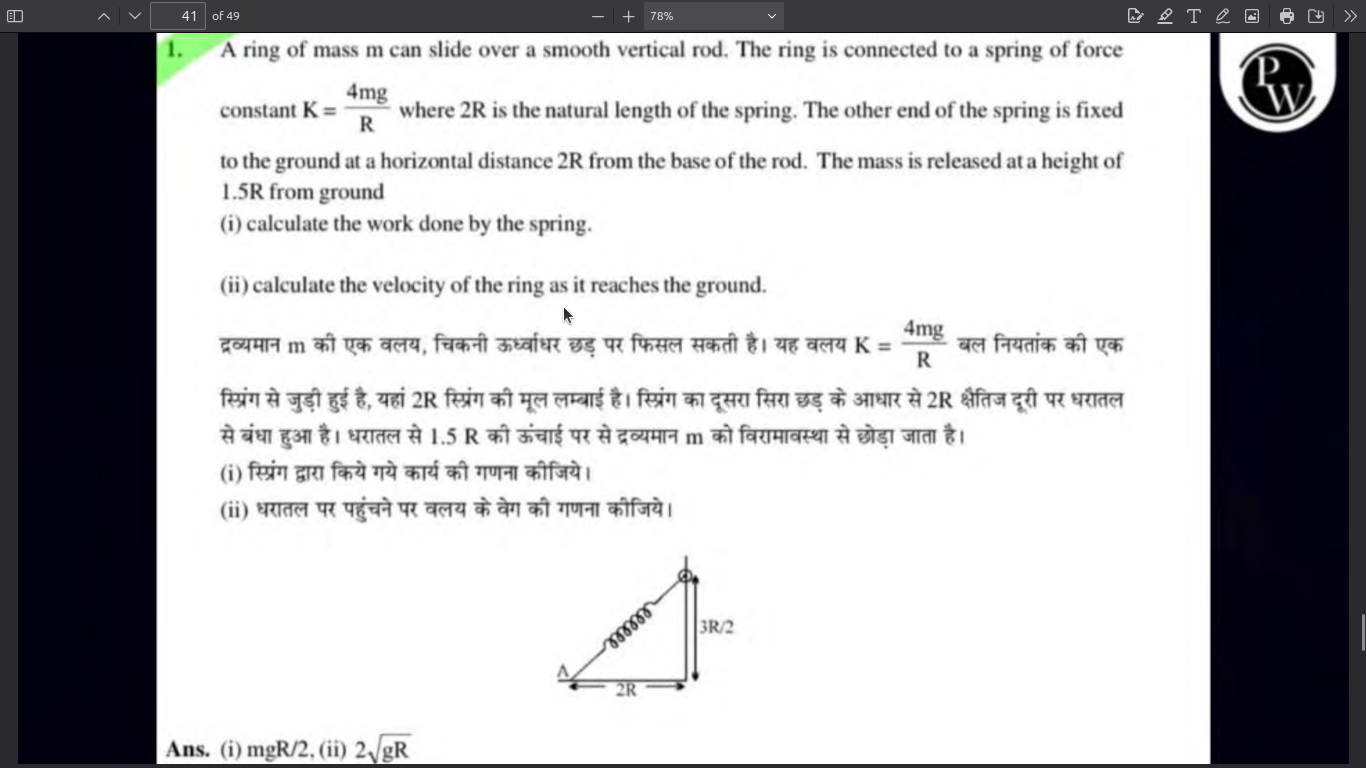 41 of 49
78%
1. A ring of mass m can slide over a smooth vertical rod. The ring is connected to a spring of force
constant K = 4mg/R where 2R is the natural length of the spring. The other end of the spring is fixed
to the ground at a horizontal distance 2R from the base of the rod. The mass is released at a height of
1.5R from ground
(i) calculate the work done by the spring.
(ii) calculate the velocity of the ring as it reaches the ground.
द्रव्यमान m की एक वलय, चिकनी ऊर्ध्वाधर छड़ पर फिसल सकती है। यह वलय K = 4mg/R बल नियतांक की एक
स्प्रिंग से जुड़ी हुई है, यहां 2R स्प्रिंग की मूल लम्बाई है। स्प्रिंग का दूसरा सिरा छड़ के आधार से 2R क्षैतिज दूरी पर धरातल
से बंधा हुआ है। धरातल से 1.5 R की ऊंचाई पर से द्रव्यमान m को विरामावस्था से छोड़ा जाता है।
(i) स्प्रिंग द्वारा किये गये कार्य की गणना कीजिये।
(ii) धरातल पर पहुंचने पर वलय के वेग की गणना कीजिये।
3R/2
A
2R
Ans. (i) mgR/2, (ii) 2√gR
PW